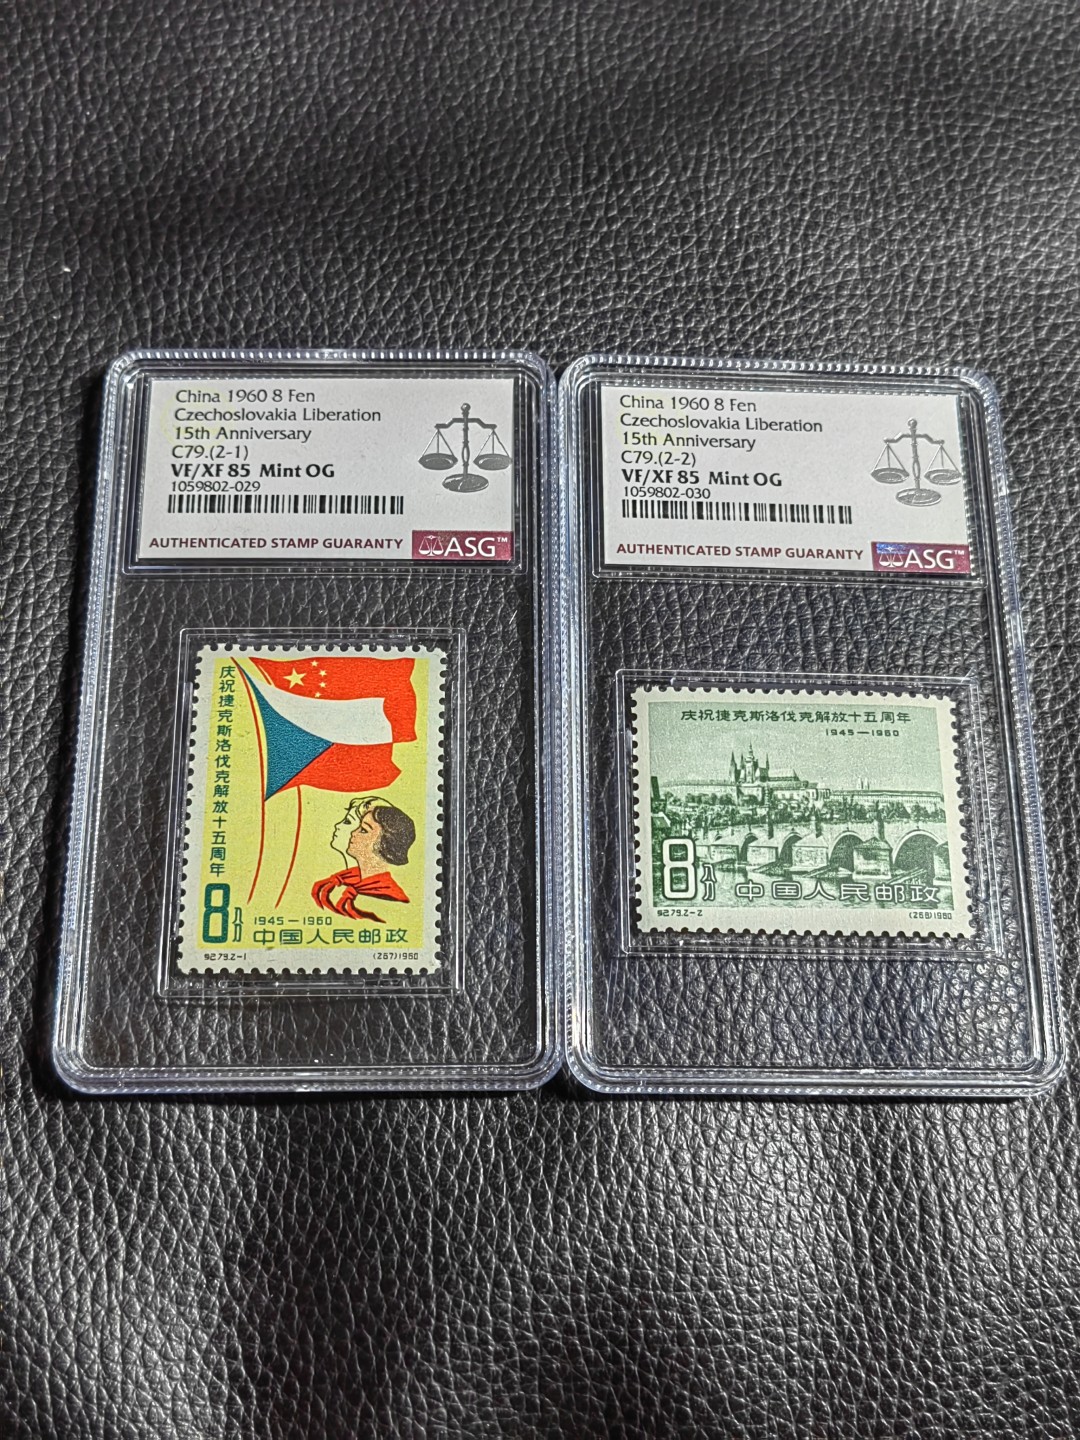 China 1960 8 Fen
Czechoslovakia Liberation
15th Anniversary
C79.(2-1)
VF/XF 85 Mint OG
1059802-029
AUTHENTICATED STAMP GUARANTY
ASG™
庆祝捷克斯洛伐克解放十五周年
8分
1945—1960
中国人民邮政
纪79.2-1
(267)1960
China 1960 8 Fen
Czechoslovakia Liberation
15th Anniversary
C79.(2-2)
VF/XF 85 Mint OG
1059802-030
AUTHENTICATED STAMP GUARANTY
ASG™
庆祝捷克斯洛伐克解放十五周年
1945—1960
8分
中国人民邮政
纪79.2-2
(268)1960